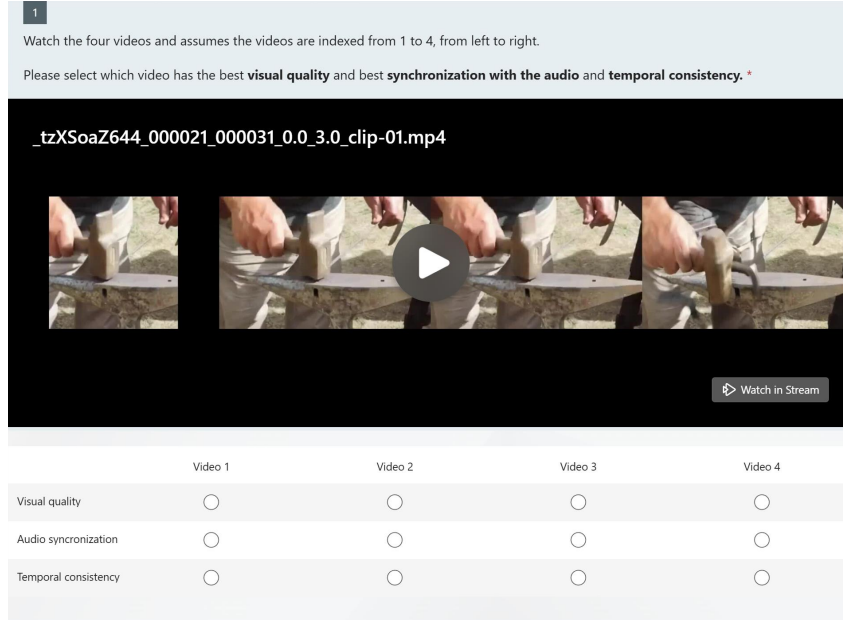 1
Watch the four videos and assumes the videos are indexed from 1 to 4, from left to right.
Please select which video has the best visual quality and best synchronization with the audio and temporal consistency. *
_tzXSoaZ644_000021_000031_0.0_3.0_clip-01.mp4
Watch in Stream
Video 1 Video 2 Video 3 Video 4
Visual quality
Audio syncronization
Temporal consistency